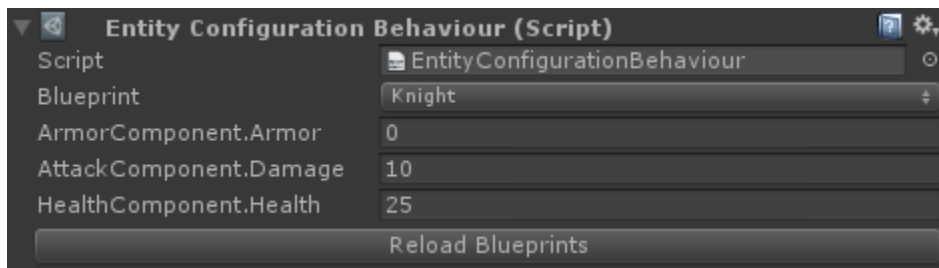 Entity Configuration Behaviour (Script)
Script EntityConfigurationBehaviour
Blueprint Knight
ArmorComponent.Armor 0
AttackComponent.Damage 10
HealthComponent.Health 25
Reload Blueprints